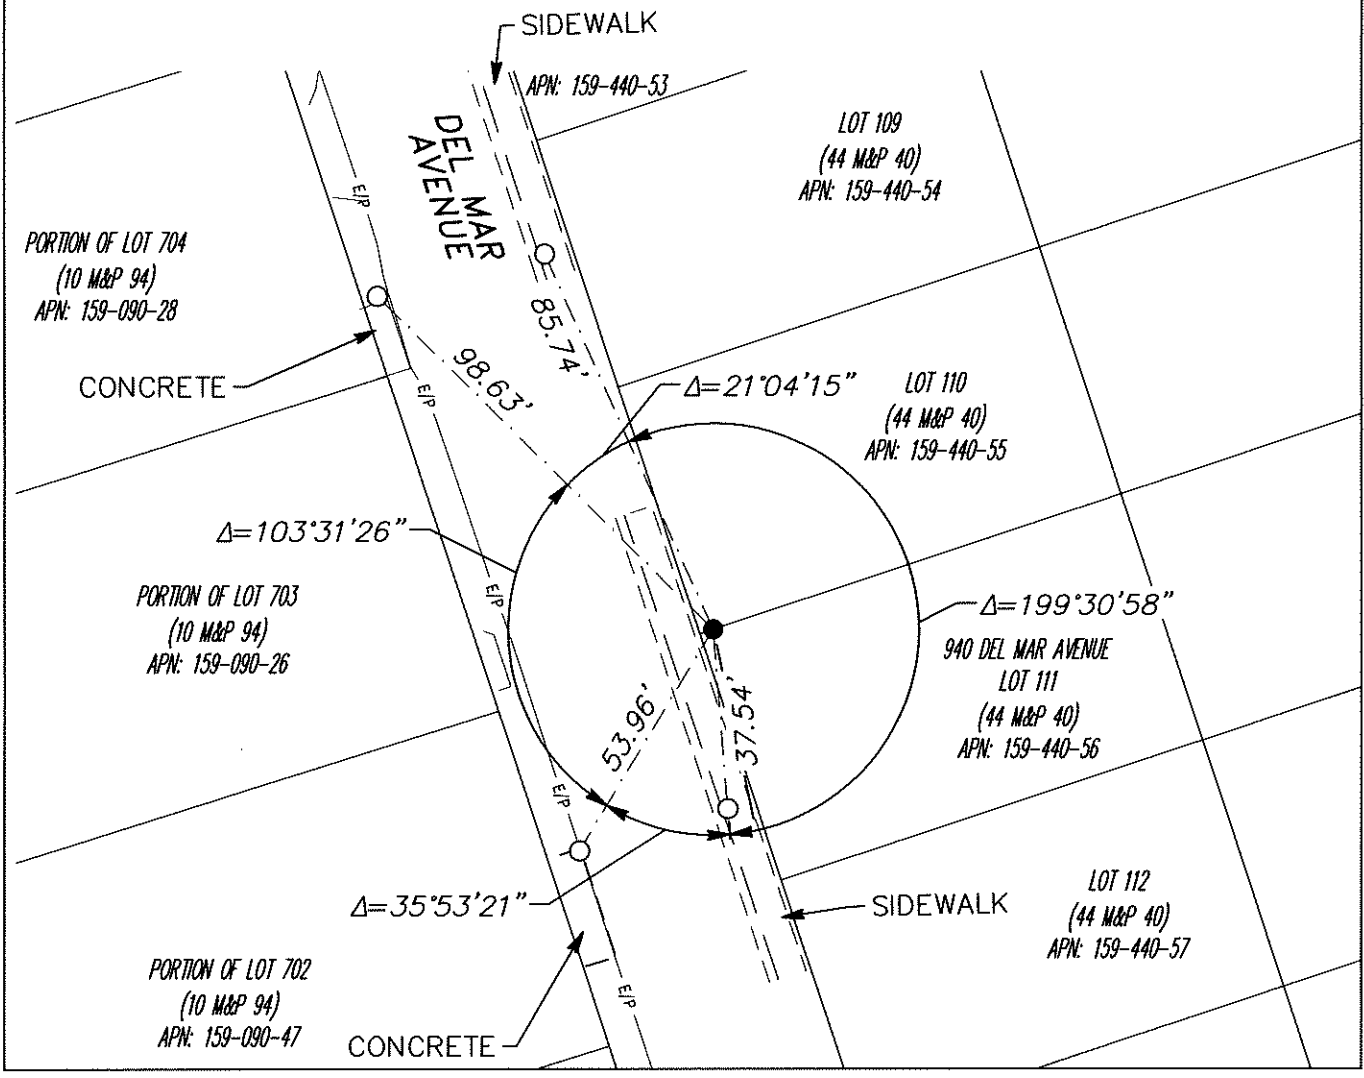 SIDEWALK
APN: 159-440-53
DEL MAR
AVENUE
LOT 109
(44 M&P 40)
APN: 159-440-54
E/P
PORTION OF LOT 704
(10 M&P 94)
APN: 159-090-28
85.74'
98.63'
CONCRETE
E/P
Δ=21°04'15"
LOT 110
(44 M&P 40)
APN: 159-440-55
Δ=103°31'26"
PORTION OF LOT 703
(10 M&P 94)
APN: 159-090-26
E/P
Δ=199°30'58"
940 DEL MAR AVENUE
LOT 111
(44 M&P 40)
APN: 159-440-56
53.96'
37.54'
E/P
Δ=35°53'21"
SIDEWALK
LOT 112
(44 M&P 40)
APN: 159-440-57
PORTION OF LOT 702
(10 M&P 94)
APN: 159-090-47
E/P
CONCRETE